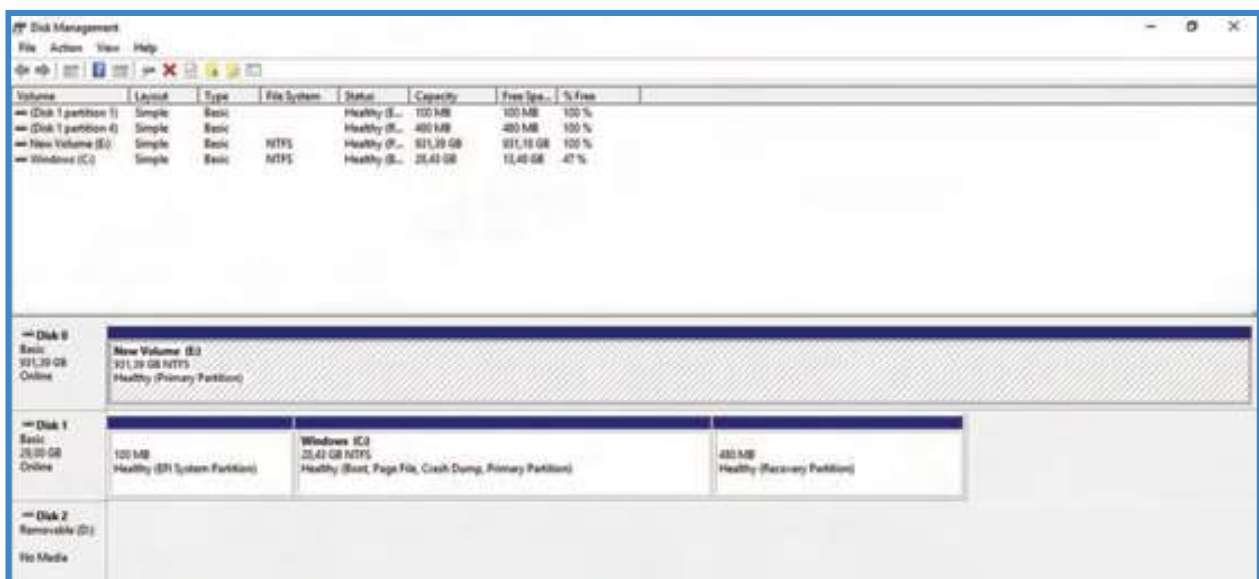 Disk Management
File Action View Help
Volume Layout Type File System Status Capacity Free Spa... % Free
(Disk 1 partition 1) Simple Basic Healthy (E... 100 MB 100 MB 100 %
(Disk 1 partition 4) Simple Basic Healthy (R... 480 MB 480 MB 100 %
New Volume (E:) Simple Basic NTFS Healthy (P... 931,39 GB 931,10 GB 100 %
Windows (C:) Simple Basic NTFS Healthy (B... 28,43 GB 13,40 GB 47 %
Disk 0
Basic
931,39 GB
Online
New Volume (E:)
931,39 GB NTFS
Healthy (Primary Partition)
Disk 1
Basic
29,00 GB
Online
100 MB
Healthy (EFI System Partition)
Windows (C:)
28,43 GB NTFS
Healthy (Boot, Page File, Crash Dump, Primary Partition)
480 MB
Healthy (Recovery Partition)
Disk 2
Removable (D:)
No Media